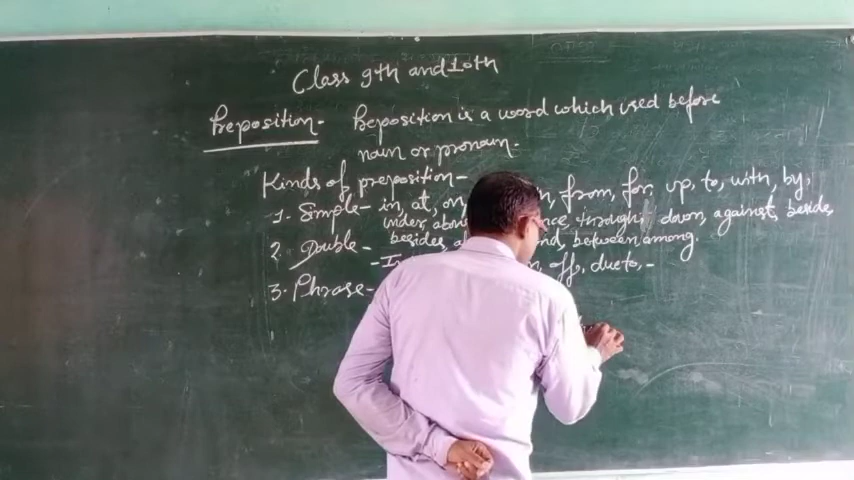 Class 9th and 10th
Preposition - Preposition is a word which used before
noun or pronoun.
Kinds of preposition -
1. Simple - in, at, on, in, from, for, up, to, with, by,
under, through, down, against, beside,
besides, between, among.
2. Double - off, due to, -
3. Phrase -